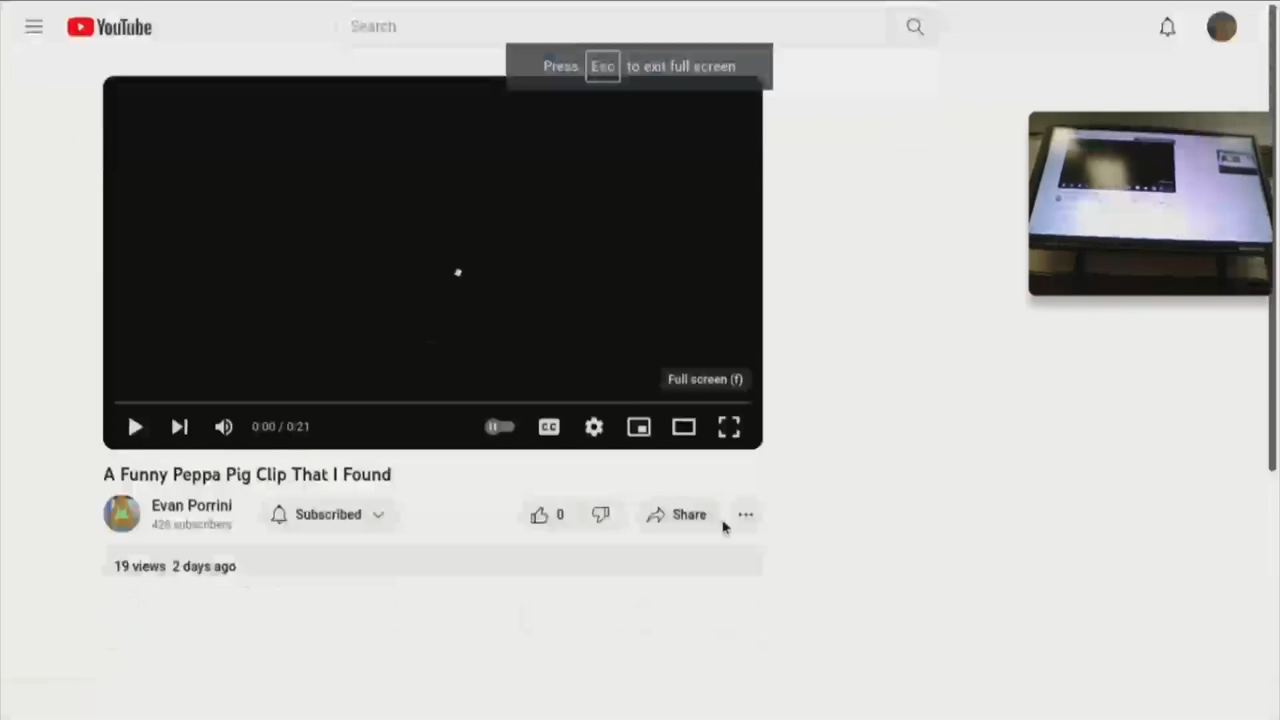 YouTube
Search
Press Esc to exit full screen
Full screen (f)
0:00 / 0:21
CC
A Funny Peppa Pig Clip That I Found
Evan Porrini
Subscribed
0
Share
426 subscribers
19 views 2 days ago